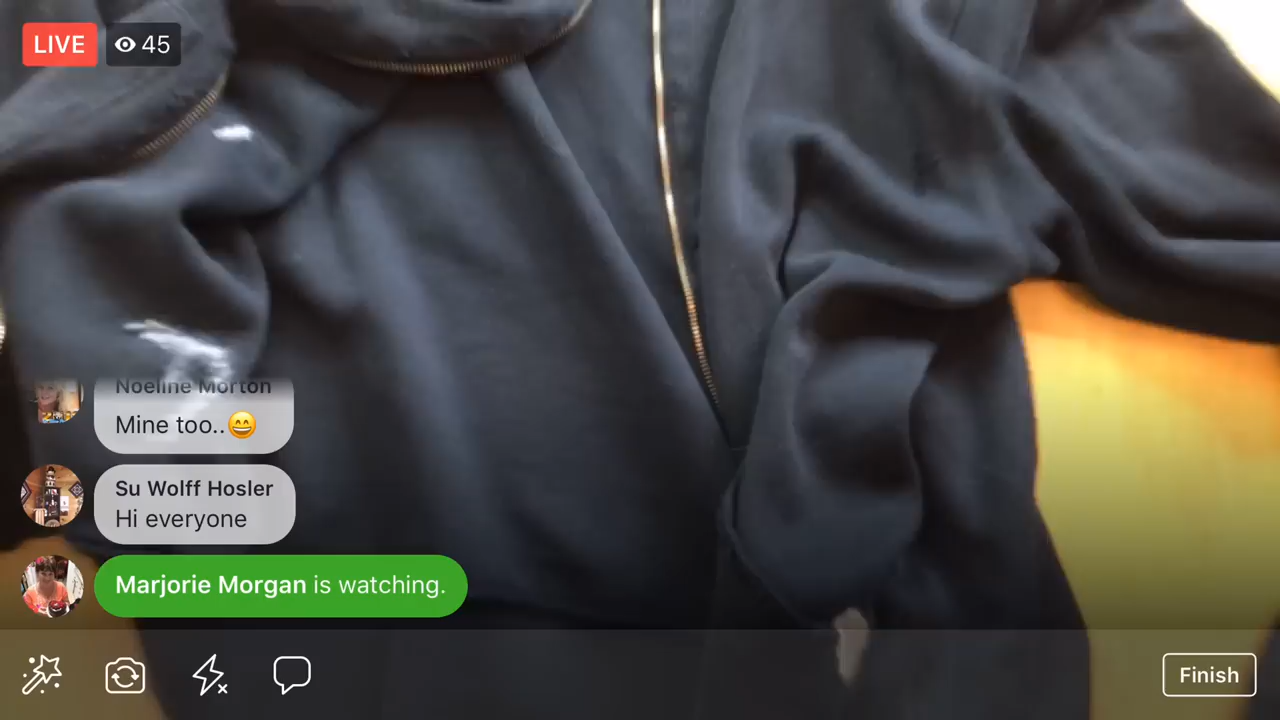 LIVE
45
Noeline Morton
Mine too..😄
Su Wolff Hosler
Hi everyone
Marjorie Morgan is watching.
Finish